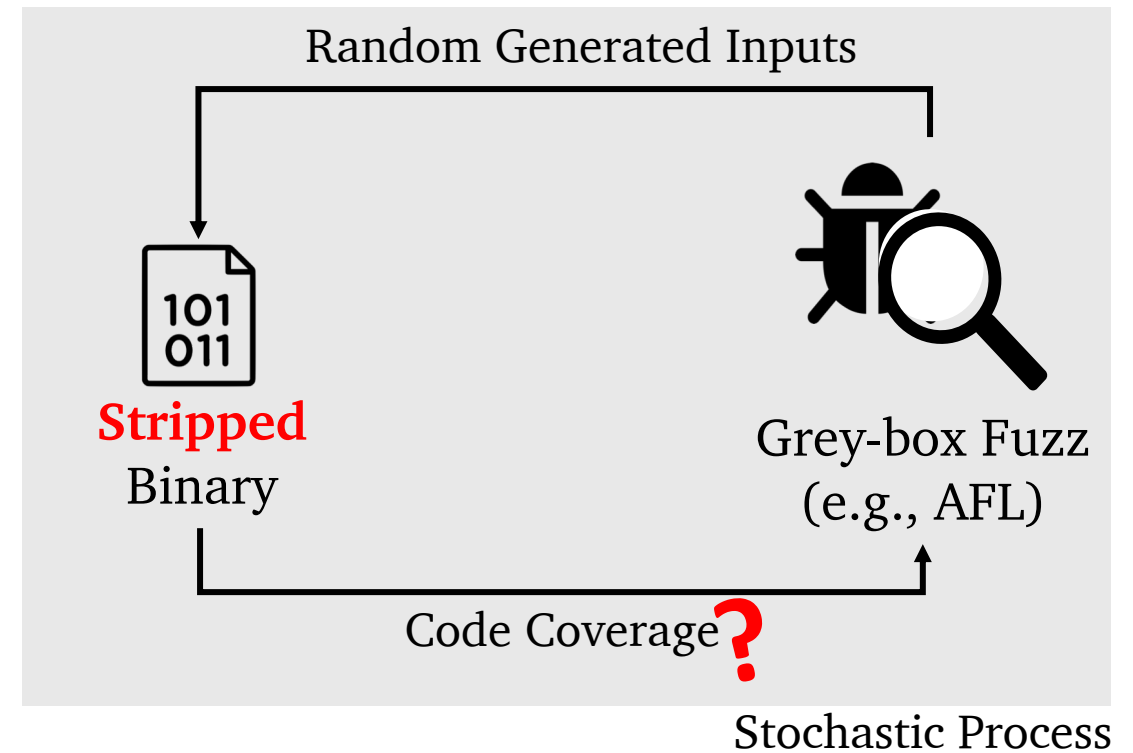 Random Generated Inputs
101
011
Stripped
Binary
Grey-box Fuzz
(e.g., AFL)
Code Coverage?
Stochastic Process